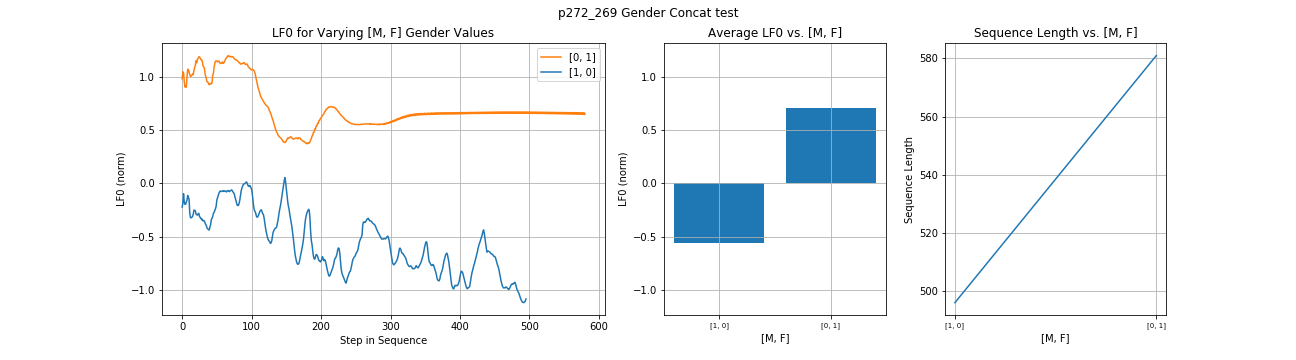 p272_269 Gender Concat test
LF0 for Varying [M, F] Gender Values
[0, 1]
[1, 0]
1.0
0.5
0.0
−0.5
−1.0
LF0 (norm)
0
100
200
300
400
500
600
Step in Sequence
Average LF0 vs. [M, F]
1.0
0.5
0.0
−0.5
−1.0
LF0 (norm)
[1, 0]
[0, 1]
[M, F]
Sequence Length vs. [M, F]
580
560
540
520
500
Sequence Length
[1, 0]
[0, 1]
[M, F]